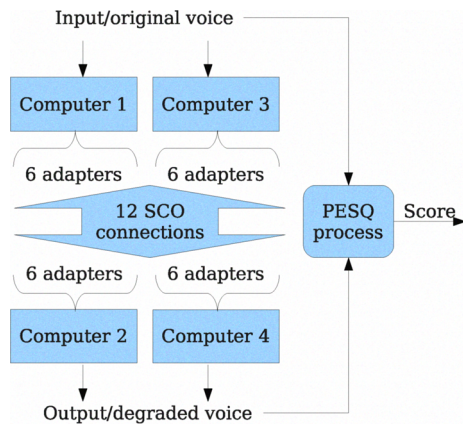 Input/original voice
Computer 1
Computer 3
6 adapters
6 adapters
12 SCO
connections
PESQ
process
Score
6 adapters
6 adapters
Computer 2
Computer 4
Output/degraded voice